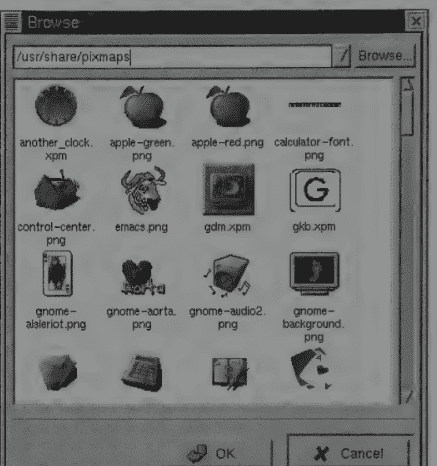 Browse
/usr/share/pixmaps
Browse...
another_clock.
xpm
apple-green.
png
apple-red.png
calculator-font.
png
control-center.
png
emacs.png
gdm.xpm
gkb.xpm
G
gnome-
aisleriot.png
gnome-aorta.
png
gnome-audio2.
png
gnome-
background.
png
OK
Cancel